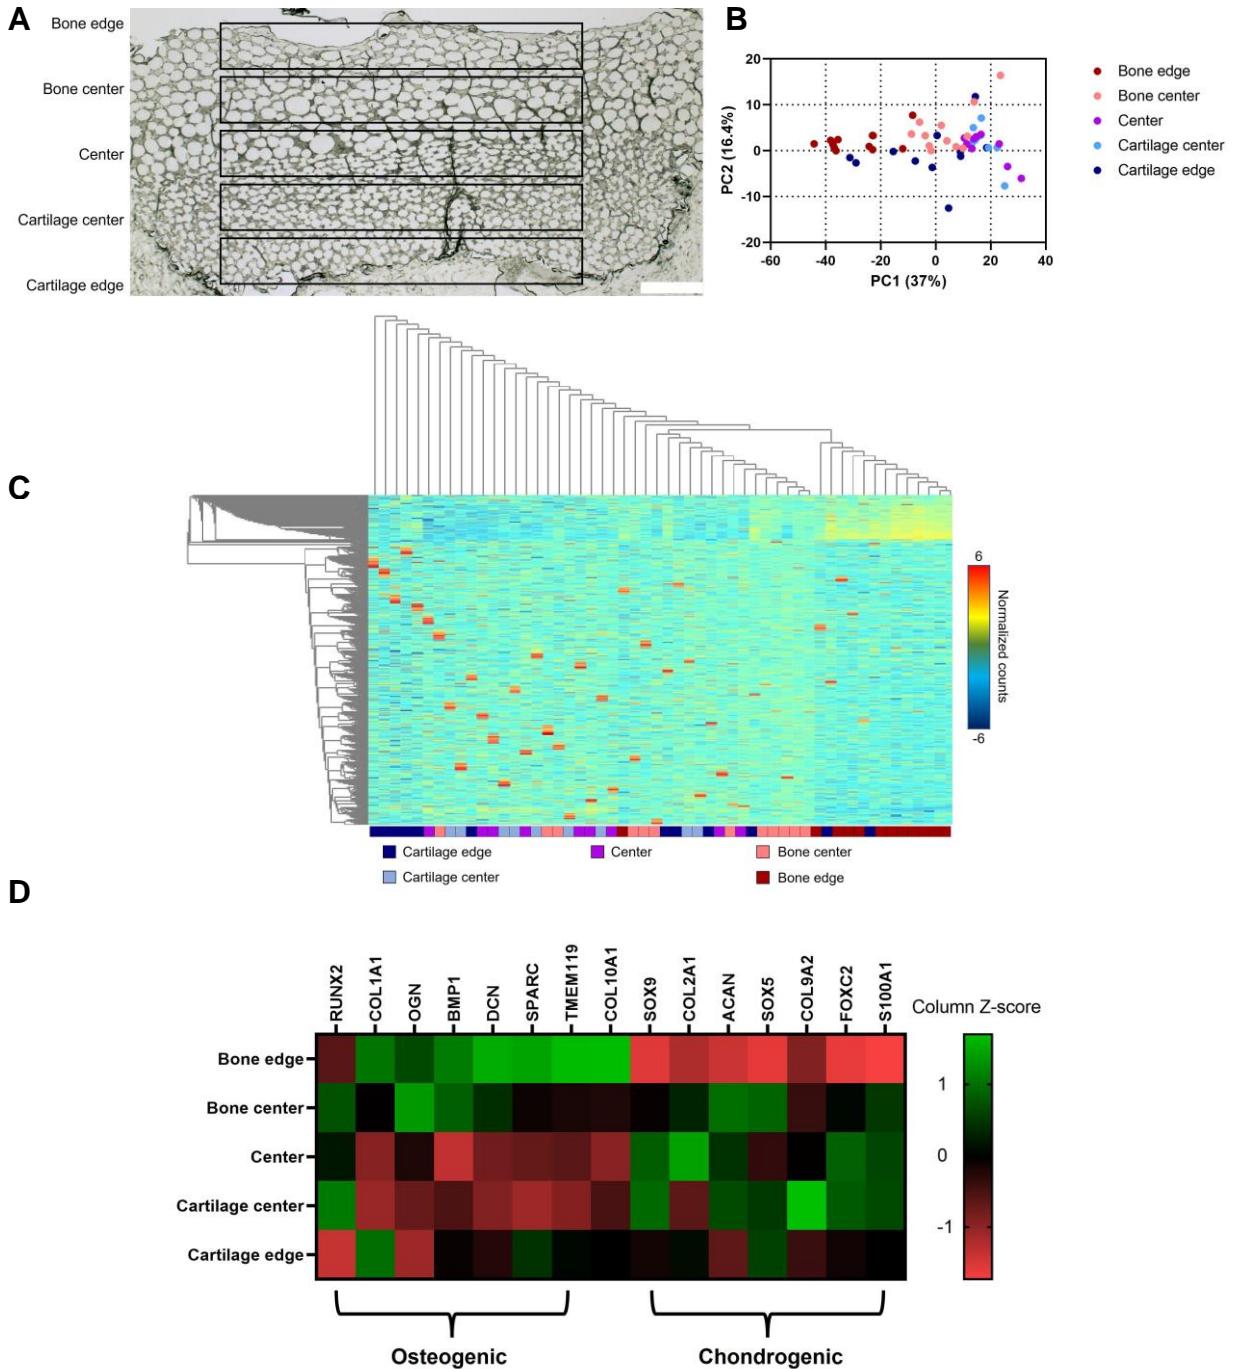 A
Bone edge
Bone center
Center
Cartilage center
Cartilage edge
B
20
10
0
-10
-20
-60
-40
-20
0
20
40
PC2 (16.4%)
PC1 (37%)
Bone edge
Bone center
Center
Cartilage center
Cartilage edge
C
6
-6
Normalized counts
Cartilage edge
Center
Bone center
Cartilage center
Bone edge
D
RUNX2
COL1A1
OGN
BMP1
DCN
SPARC
TMEM119
COL10A1
SOX9
COL2A1
ACAN
SOX5
COL9A2
FOXC2
S100A1
Column Z-score
1
0
-1
Bone edge
Bone center
Center
Cartilage center
Cartilage edge
Osteogenic
Chondrogenic